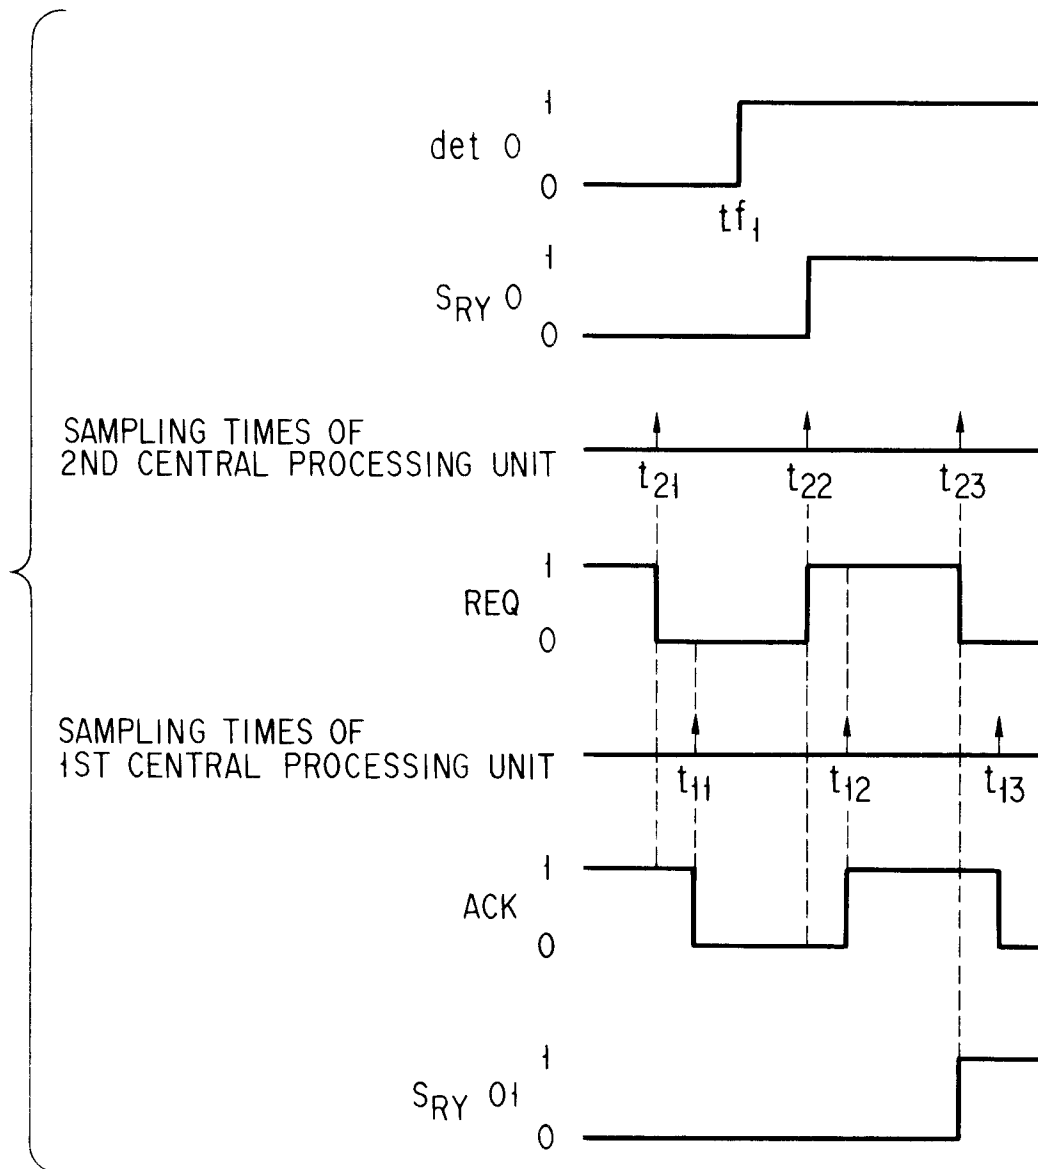 1
det 0
0
tf1
1
SRY 0
0
SAMPLING TIMES OF
2ND CENTRAL PROCESSING UNIT
t21 t22 t23
1
REQ
0
SAMPLING TIMES OF
1ST CENTRAL PROCESSING UNIT
t11 t12 t13
1
ACK
0
1
SRY 01
0